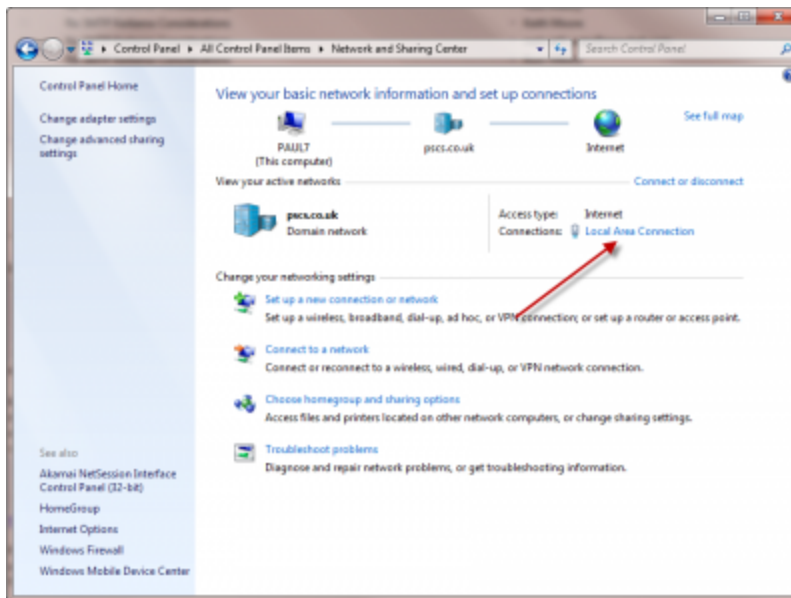 Control Panel ▸ All Control Panel Items ▸ Network and Sharing Center
Search Control Panel
Control Panel Home
Change adapter settings
Change advanced sharing
settings
View your basic network information and set up connections
See full map
PAUL7
(This computer)
pscs.co.uk
Internet
View your active networks
Connect or disconnect
pscs.co.uk
Domain network
Access type: Internet
Connections: Local Area Connection
Change your networking settings
Set up a new connection or network
Set up a wireless, broadband, dial-up, ad hoc, or VPN connection; or set up a router or access point.
Connect to a network
Connect or reconnect to a wireless, wired, dial-up, or VPN network connection.
Choose homegroup and sharing options
Access files and printers located on other network computers, or change sharing settings.
Troubleshoot problems
Diagnose and repair network problems, or get troubleshooting information.
See also
Akamai NetSession Interface
Control Panel (32-bit)
HomeGroup
Internet Options
Windows Firewall
Windows Mobile Device Center